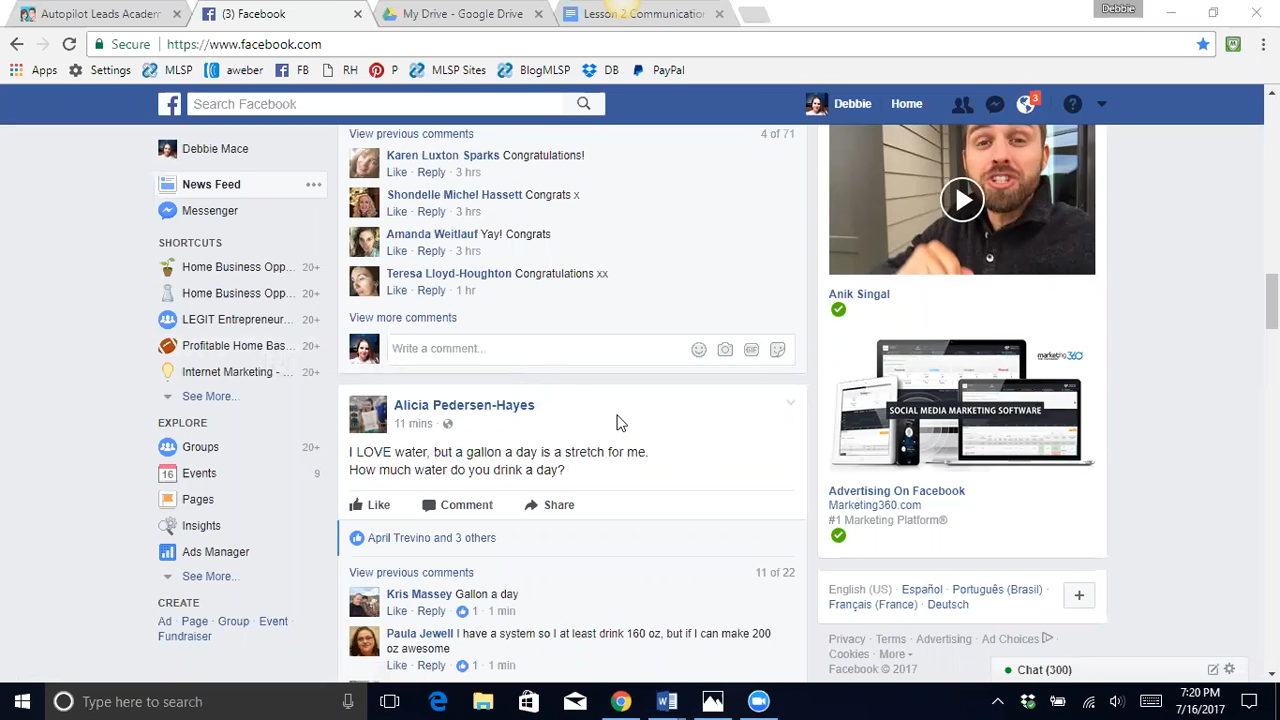 Autopilot Leads Acade
(3) Facebook
My Drive - Google Drive
Lesson 2 Communication
Debbie
Secure
https://www.facebook.com
Apps
Settings
MLSP
aweber
FB
RH
P
MLSP Sites
BlogMLSP
DB
PayPal
Search Facebook
Debbie
Home
3
Debbie Mace
News Feed
Messenger
SHORTCUTS
Home Business Opp... 20+
Home Business Opp... 20+
LEGIT Entrepreneur... 20+
Profitable Home Bas... 20+
Internet Marketing - ... 20+
See More...
EXPLORE
Groups
16 Events 9
Pages
Insights
Ads Manager
See More...
CREATE
Ad · Page · Group · Event ·
Fundraiser
View previous comments 4 of 71
Karen Luxton Sparks Congratulations!
Like · Reply · 3 hrs
Shondelle Michel Hassett Congrats x
Like · Reply · 3 hrs
Amanda Weitlauf Yay! Congrats
Like · Reply · 3 hrs
Teresa Lloyd-Houghton Congratulations xx
Like · Reply · 1 hr
View more comments
Write a comment...
GIF
Alicia Pedersen-Hayes
11 mins ·
I LOVE water, but a gallon a day is a stretch for me.
How much water do you drink a day?
Like Comment Share
April Trevino and 3 others
View previous comments 11 of 22
Kris Massey Gallon a day
Like · Reply · 1 · 1 min
Paula Jewell I have a system so I at least drink 160 oz, but if I can make 200
oz awesome
Like · Reply · 1 · 1 min
Anik Singal
marketing360
SOCIAL MEDIA MARKETING SOFTWARE
Advertising On Facebook
Marketing360.com
#1 Marketing Platform®
English (US) · Español · Português (Brasil) ·
Français (France) · Deutsch
Privacy · Terms · Advertising · Ad Choices
Cookies · More
Facebook © 2017
Chat (300)
Type here to search
7:20 PM
7/16/2017